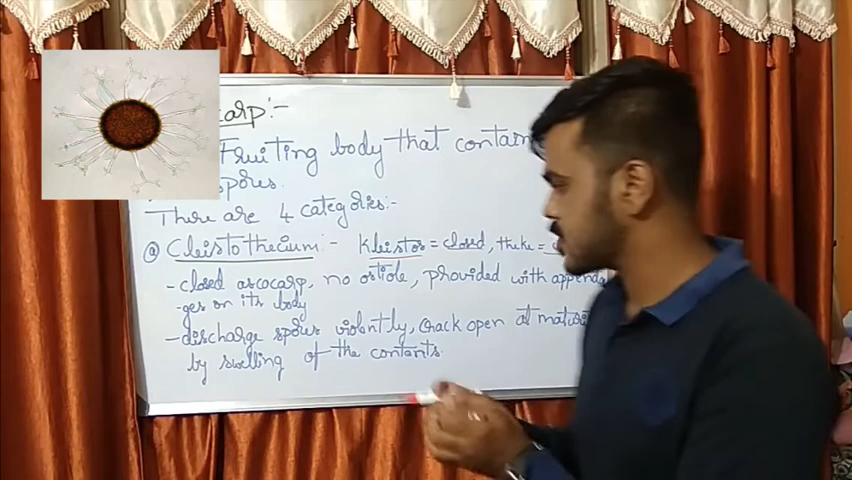 carp:-
Fruiting body that contain
spores.
There are 4 categories:-
@ Cleistothecium:- Kleistos = closed, theke =
- closed ascocarp, no ostiole, provided with appenda
-ges on its body
- discharge spores violently, crack open at maturi
by swelling of the contents.